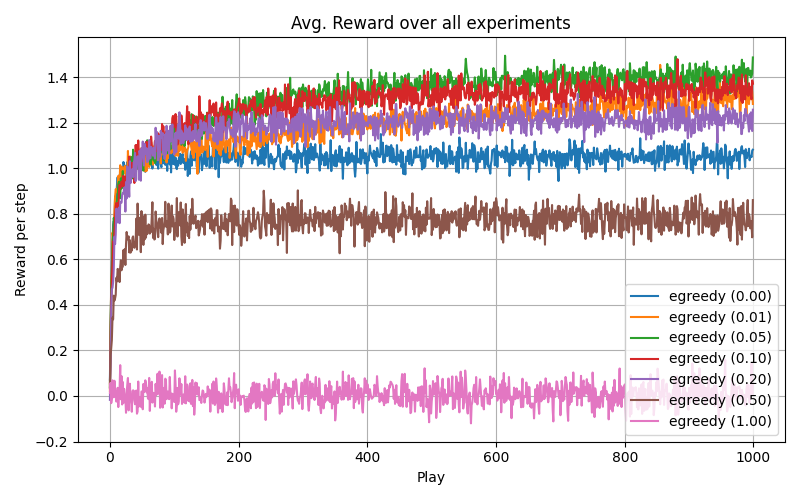 Avg. Reward over all experiments
Reward per step
1.4
1.2
1.0
0.8
0.6
0.4
0.2
0.0
−0.2
0
200
400
600
800
1000
Play
egreedy (0.00)
egreedy (0.01)
egreedy (0.05)
egreedy (0.10)
egreedy (0.20)
egreedy (0.50)
egreedy (1.00)